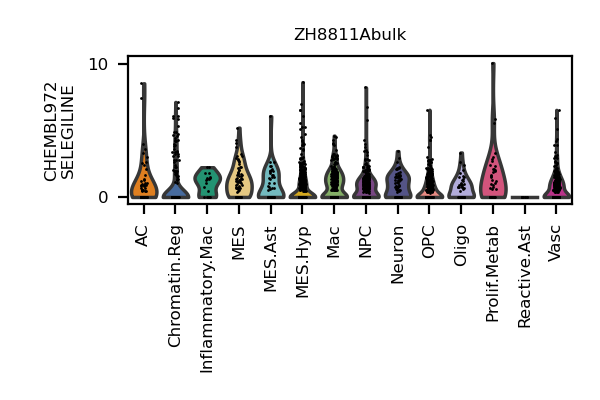 ZH8811Abulk
CHEMBL972
SELEGILINE
10
0
AC
Chromatin.Reg
Inflammatory.Mac
MES
MES.Ast
MES.Hyp
Mac
NPC
Neuron
OPC
Oligo
Prolif.Metab
Reactive.Ast
Vasc